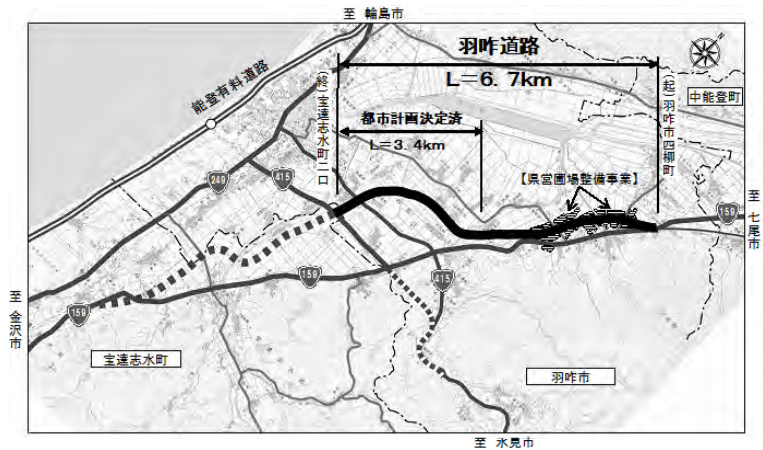 至 輪島市
羽咋道路
L=6.7km
能登有料道路
(終)宝達志水町二口
都市計画決定済
L=3.4km
(起)羽咋市四柳町
中能登町
【県営圃場整備事業】
249
415
159
至 七尾市
159
415
至 金沢市
159
宝達志水町
羽咋市
至 氷見市